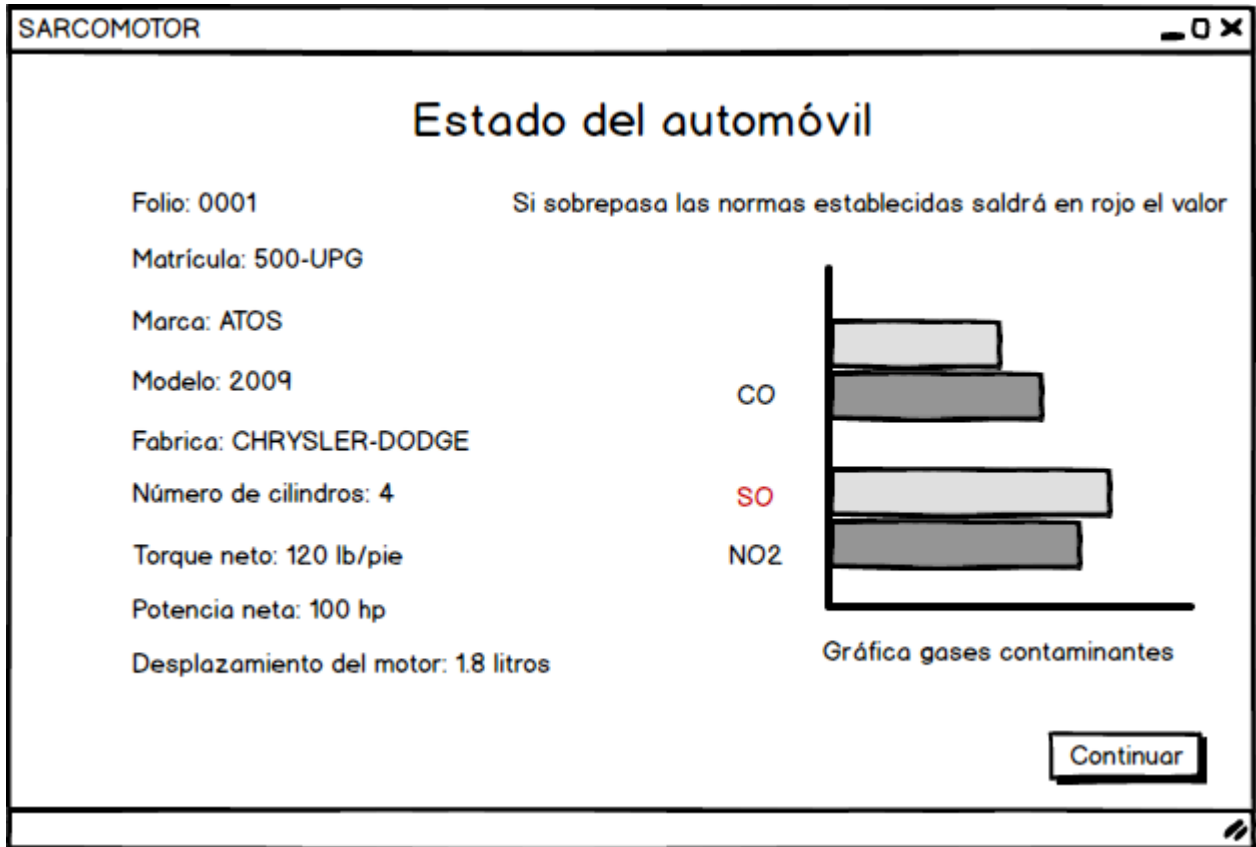 SARCOMOTOR
Estado del automóvil
Folio: 0001
Si sobrepasa las normas establecidas saldrá en rojo el valor
Matrícula: 500-UPG
Marca: ATOS
Modelo: 2009
Fabrica: CHRYSLER-DODGE
Número de cilindros: 4
Torque neto: 120 lb/pie
Potencia neta: 100 hp
Desplazamiento del motor: 1.8 litros
CO
SO
NO2
Gráfica gases contaminantes
Continuar